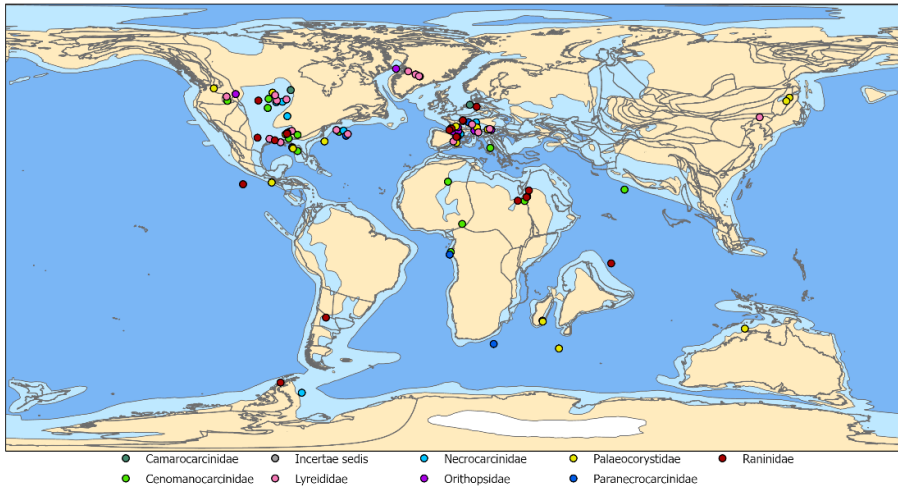 Camarocarcinidae Incertae sedis Necrocarcinidae Palaeocorystidae Raninidae
Cenomanocarcinidae Lyreididae Orithopsidae Paranecrocarcinidae